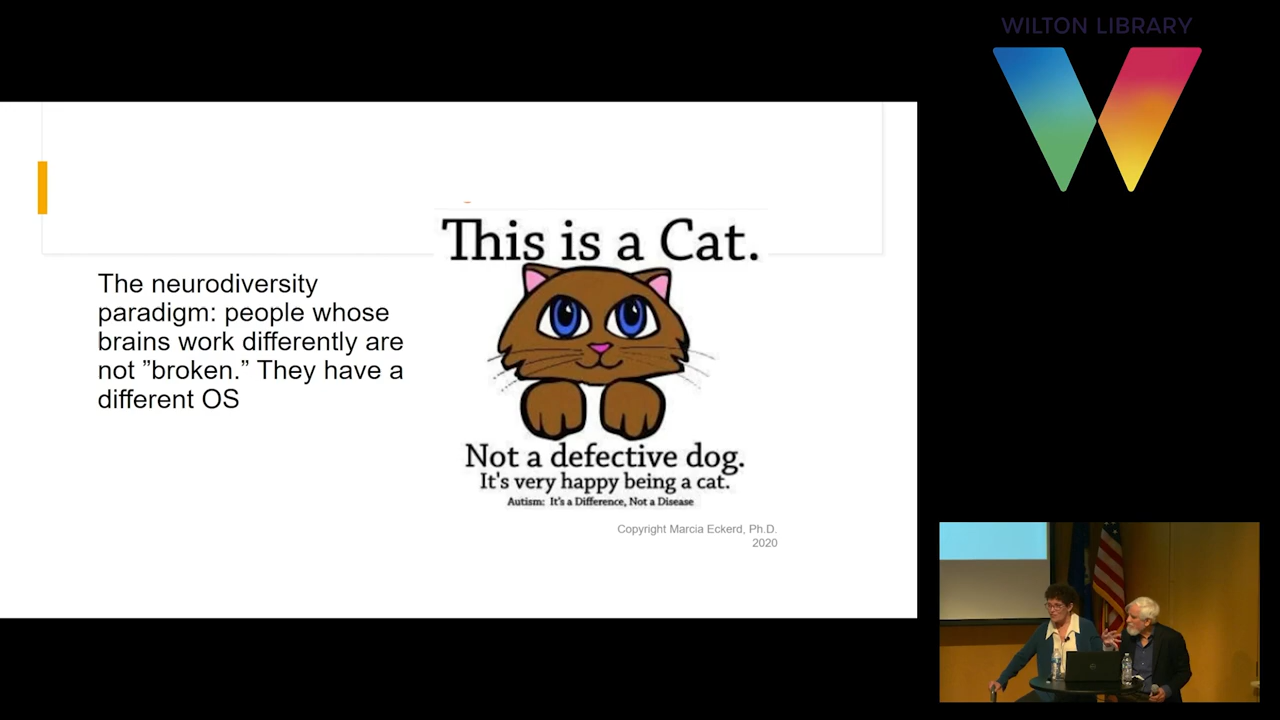 WILTON LIBRARY
The neurodiversity
paradigm: people whose
brains work differently are
not ”broken.” They have a
different OS
This is a Cat.
Not a defective dog.
It's very happy being a cat.
Autism: It's a Difference, Not a Disease
Copyright Marcia Eckerd, Ph.D.
2020